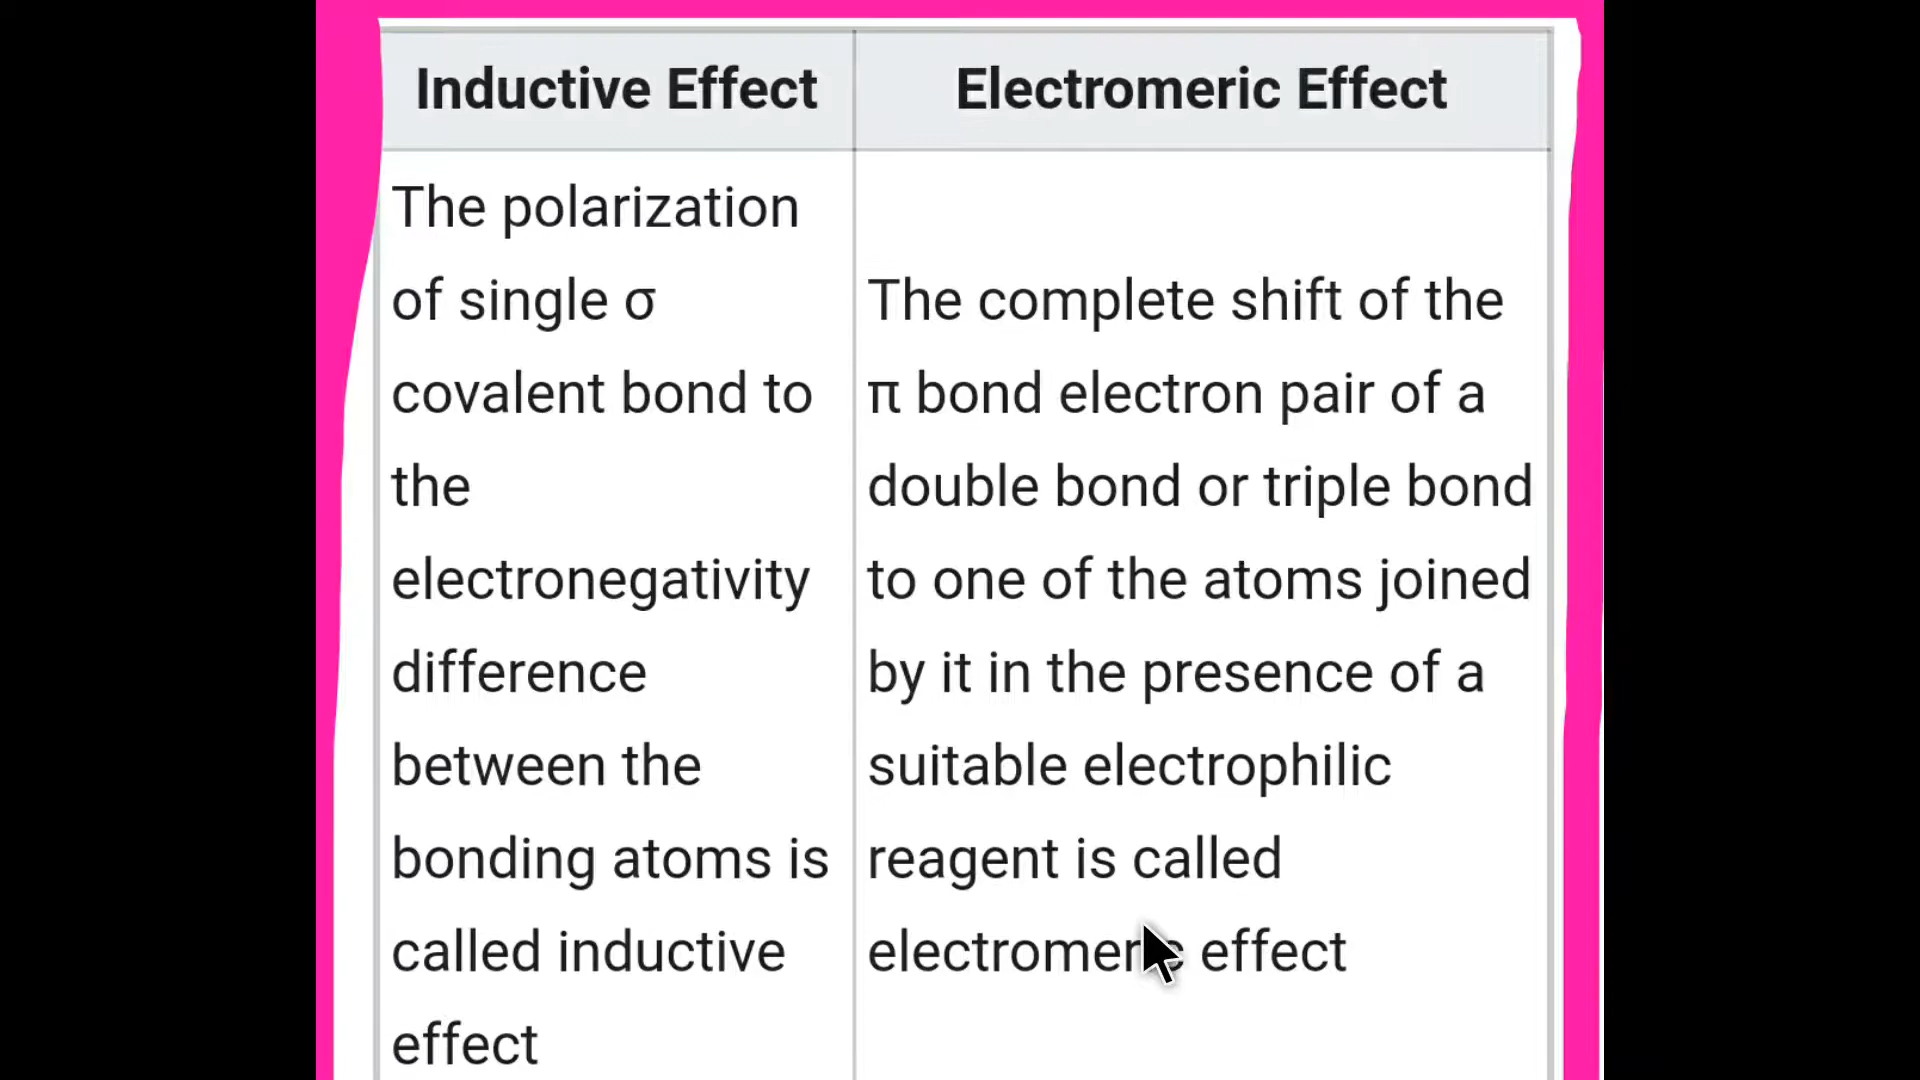 Inductive Effect
Electromeric Effect
The polarization
of single σ
covalent bond to
the
electronegativity
difference
between the
bonding atoms is
called inductive
effect
The complete shift of the
π bond electron pair of a
double bond or triple bond
to one of the atoms joined
by it in the presence of a
suitable electrophilic
reagent is called
electromeric effect